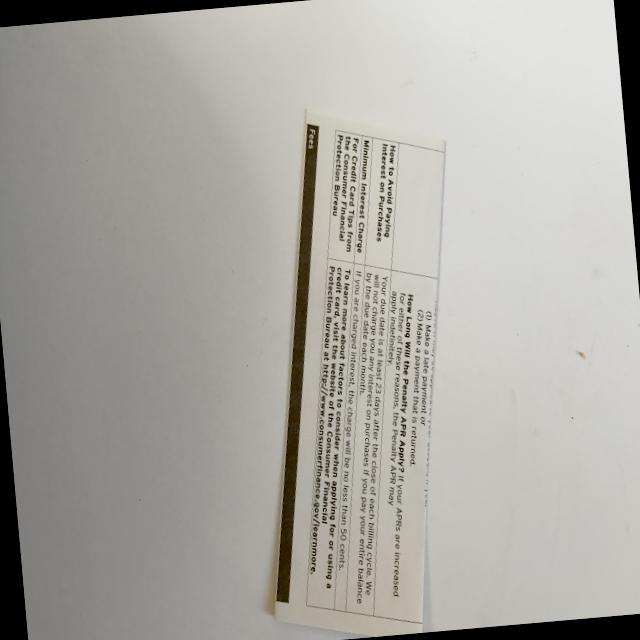 (1) Make a late payment or
(2) Make a payment that is returned.
How Long Will the Penalty APR Apply? If your APRs are increased
for either of these reasons, the Penalty APR may
apply indefinitely.
How to Avoid Paying
Interest on Purchases
Your due date is at least 23 days after the close of each billing cycle. We
will not charge you any interest on purchases if you pay your entire balance
by the due date each month.
Minimum Interest Charge
If you are charged interest, the charge will be no less than 50 cents.
For Credit Card Tips from
the Consumer Financial
Protection Bureau
To learn more about factors to consider when applying for or using a
credit card, visit the website of the Consumer Financial
Protection Bureau at http://www.consumerfinance.gov/learnmore.
Fees